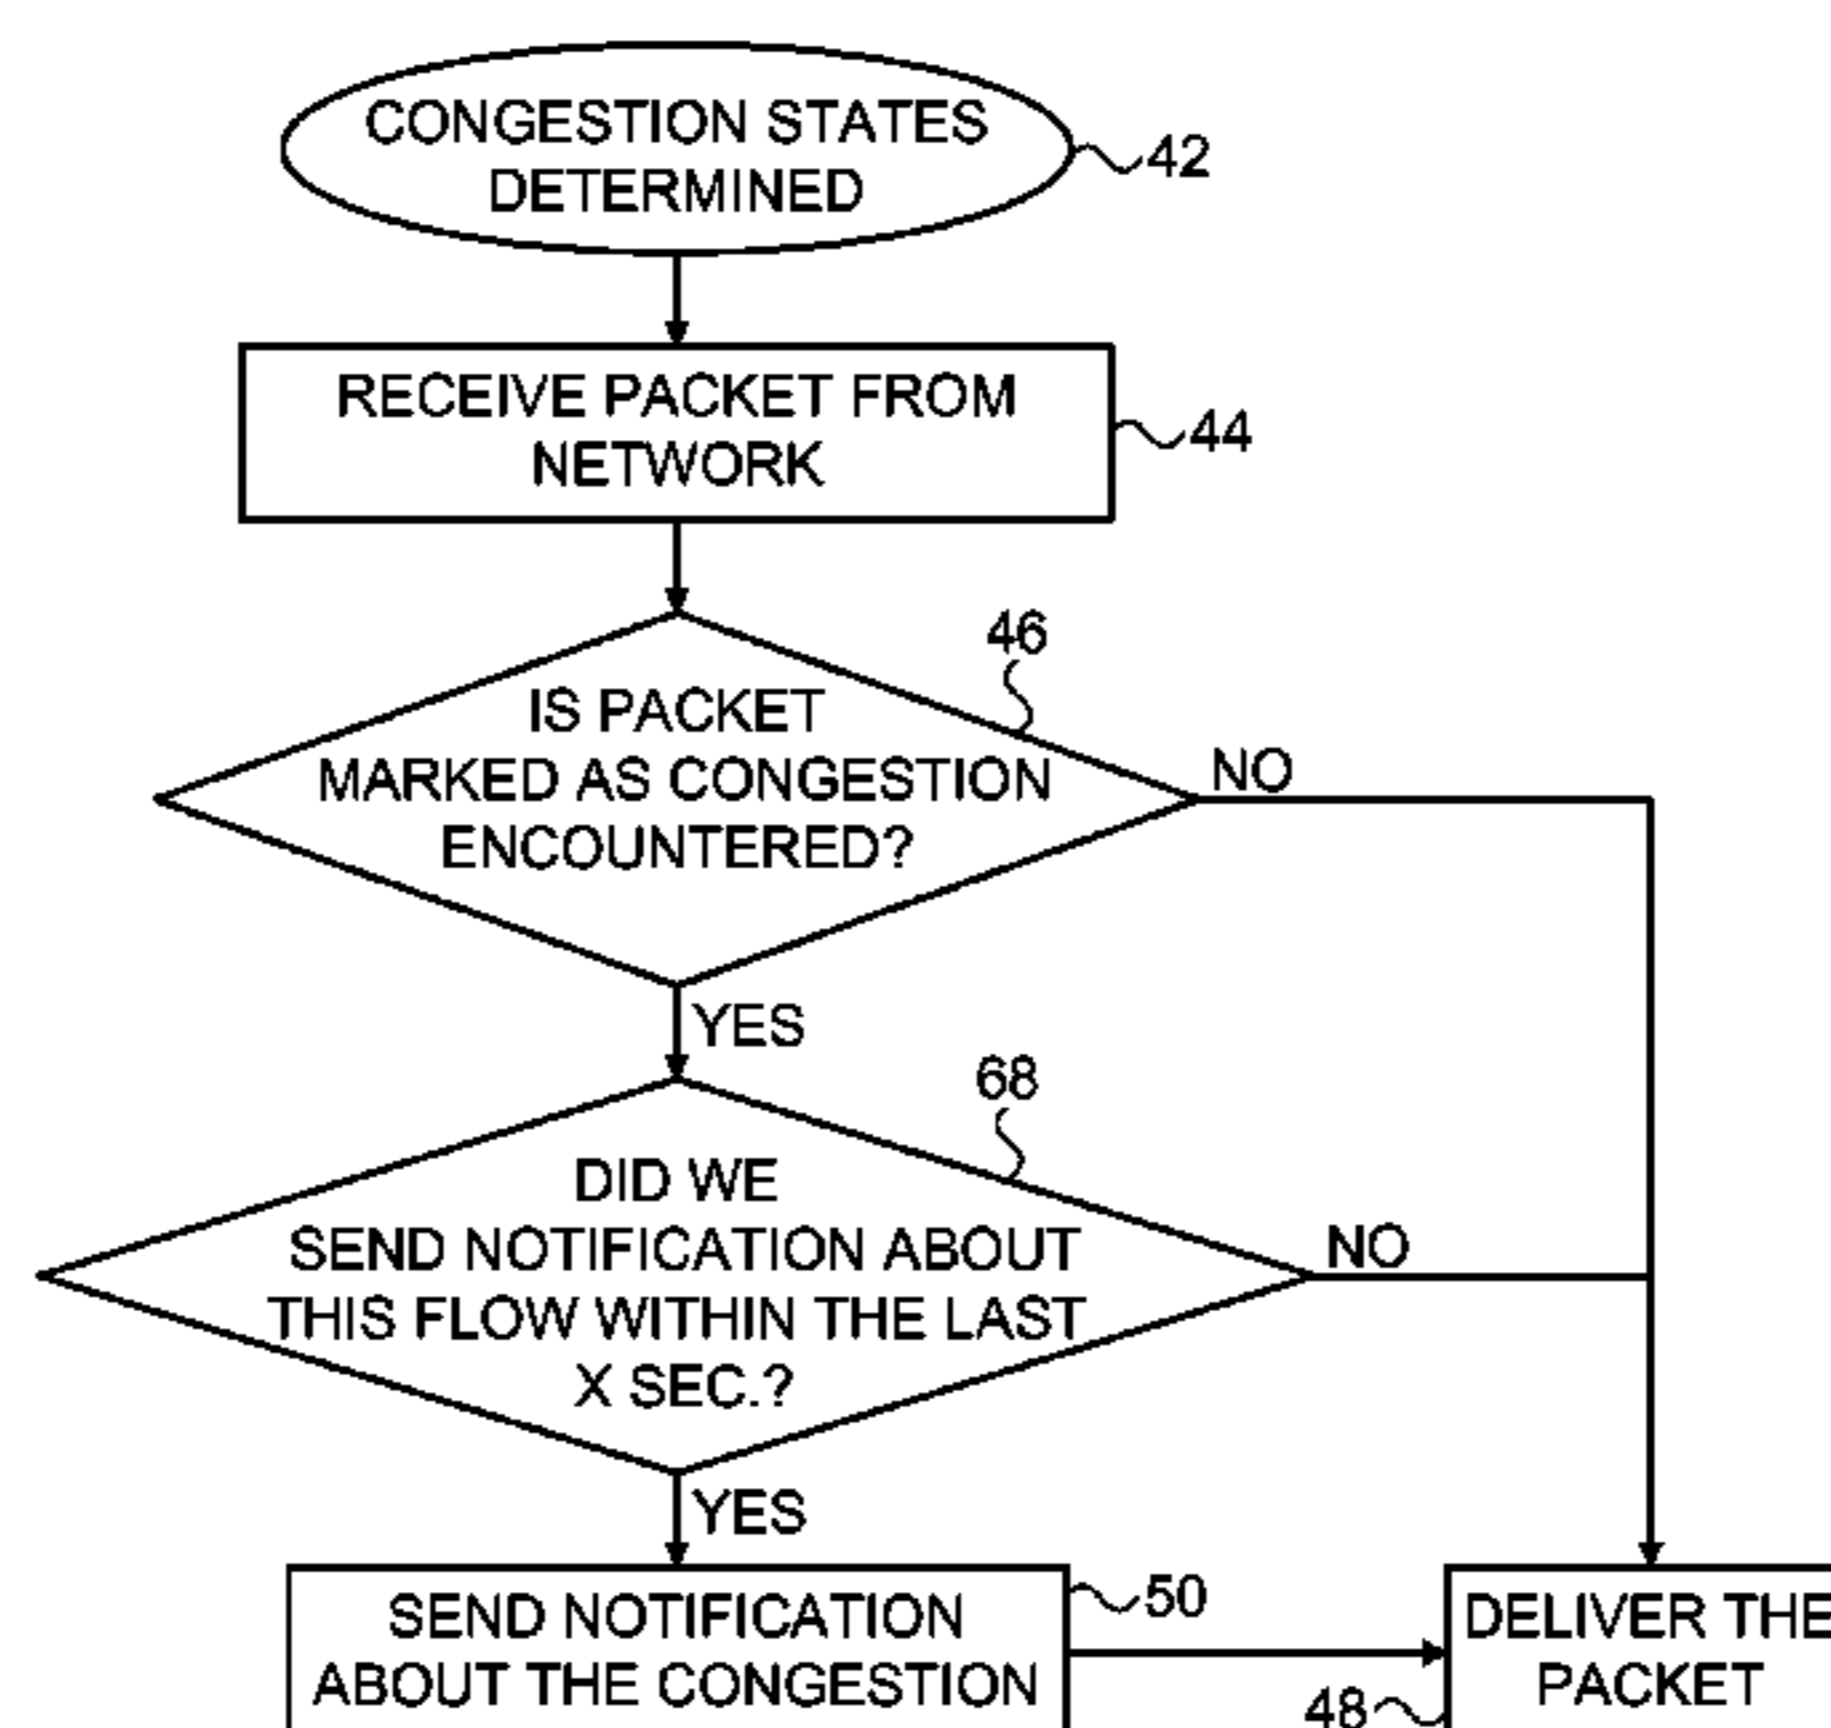 CONGESTION STATES
DETERMINED
42
RECEIVE PACKET FROM
NETWORK
44
46
IS PACKET
MARKED AS CONGESTION
ENCOUNTERED?
NO
YES
68
DID WE
SEND NOTIFICATION ABOUT
THIS FLOW WITHIN THE LAST
X SEC.?
NO
YES
SEND NOTIFICATION
ABOUT THE CONGESTION
50
DELIVER THE
PACKET
48